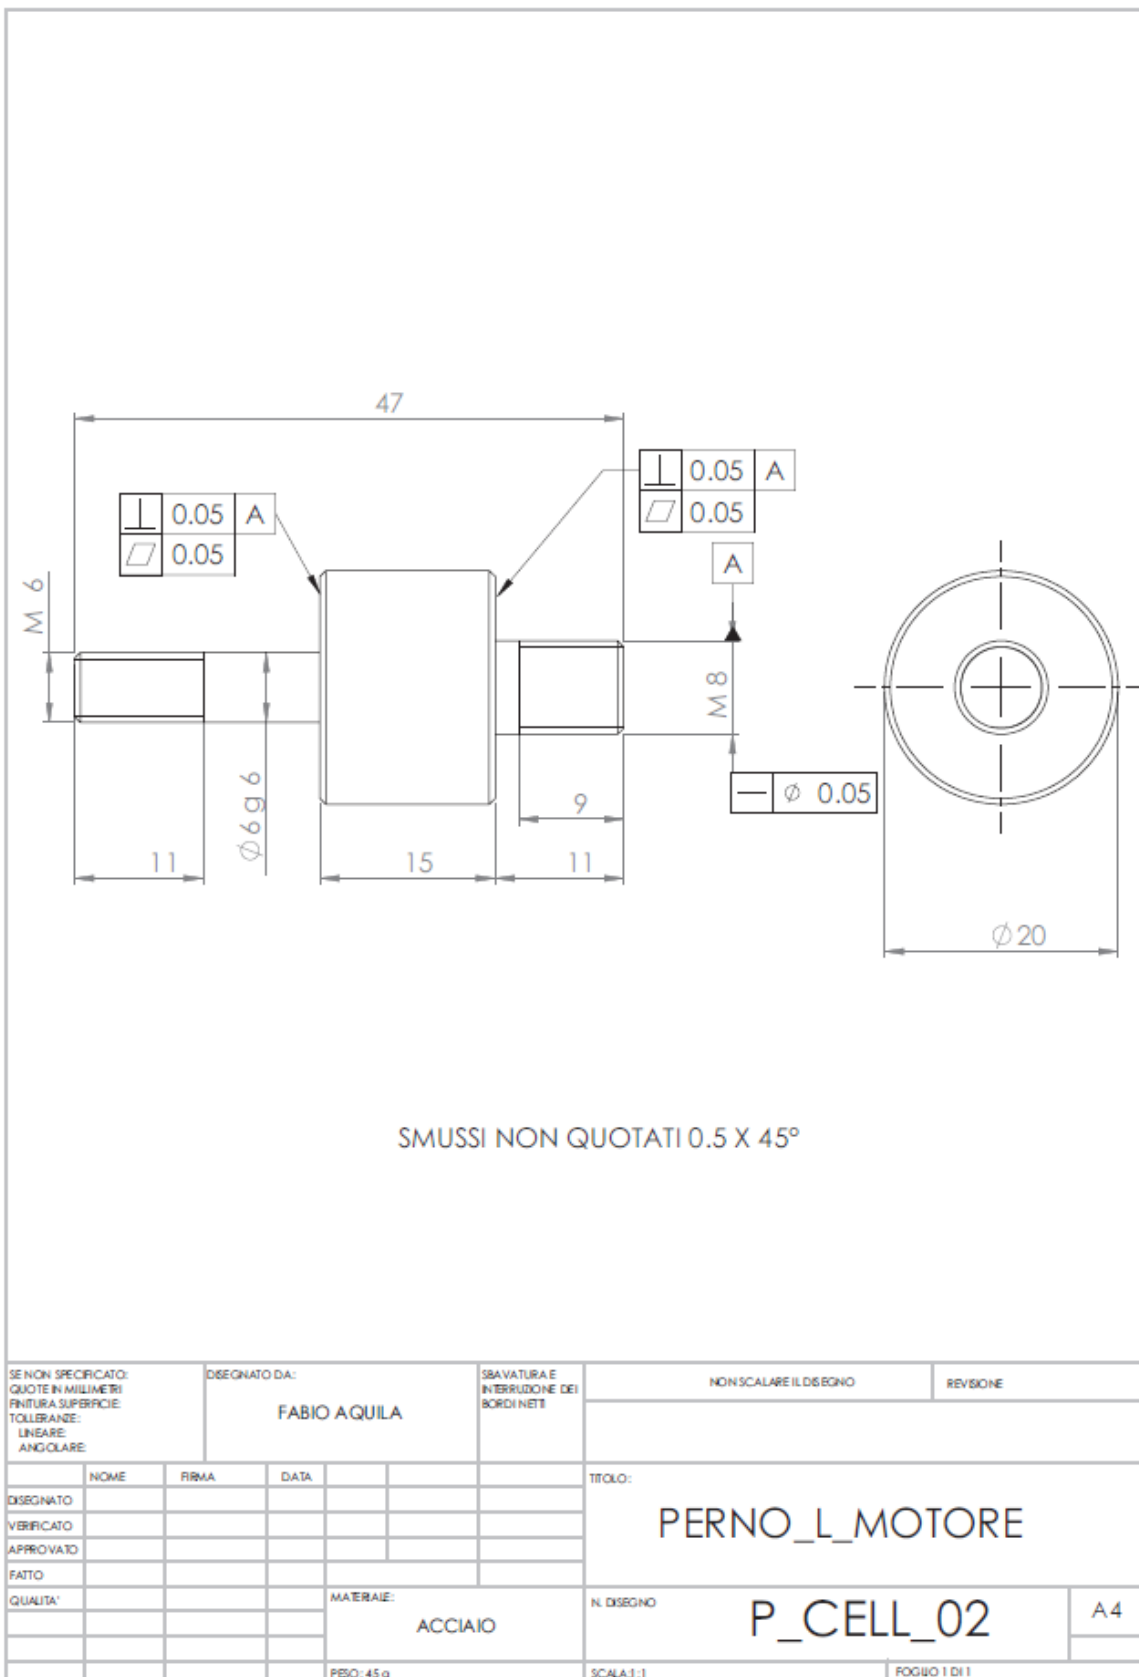 47
⊥ 0.05 A
⏥ 0.05
⊥ 0.05 A
⏥ 0.05
A
M 6
M 8
⌀6 g 6
⏤ ⌀ 0.05
9
11
15
11
⌀20
SMUSSI NON QUOTATI 0.5 X 45°
SE NON SPECIFICATO:
QUOTE IN MILLIMETRI
FINITURA SUPERFICIE:
TOLLERANZE:
LINEARE:
ANGOLARE:
DISEGNATO DA:
FABIO AQUILA
SBAVATURA E
INTERRUZIONE DEI
BORDI NETTI
NON SCALARE IL DISEGNO
REVISIONE
NOME FIRMA DATA
DISEGNATO
VERIFICATO
APPROVATO
FATTO
QUALITA'
TITOLO:
PERNO_L_MOTORE
MATERIALE:
ACCIAIO
N. DISEGNO
P_CELL_02
A4
PESO: 45 g
SCALA:1:1
FOGLIO 1 DI 1